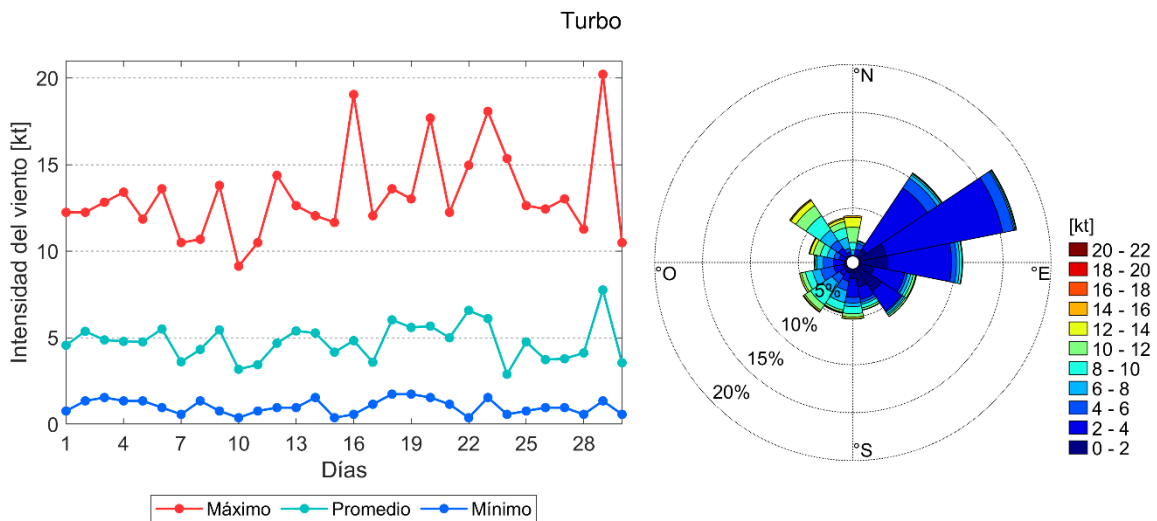 Turbo
Intensidad del viento [kt]
20
15
10
5
0
1 4 7 10 13 16 19 22 25 28
Días
Máximo Promedio Mínimo
°N
°O
°E
°S
5%
10%
15%
20%
[kt]
20 - 22
18 - 20
16 - 18
14 - 16
12 - 14
10 - 12
8 - 10
6 - 8
4 - 6
2 - 4
0 - 2